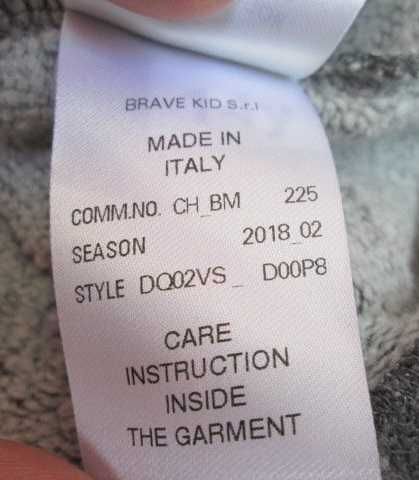 BRAVE KID S.r.l
MADE IN
ITALY
COMM.NO. CH_BM 225
SEASON 2018_02
STYLE DQ02VS_ D00P8
CARE
INSTRUCTION
INSIDE
THE GARMENT